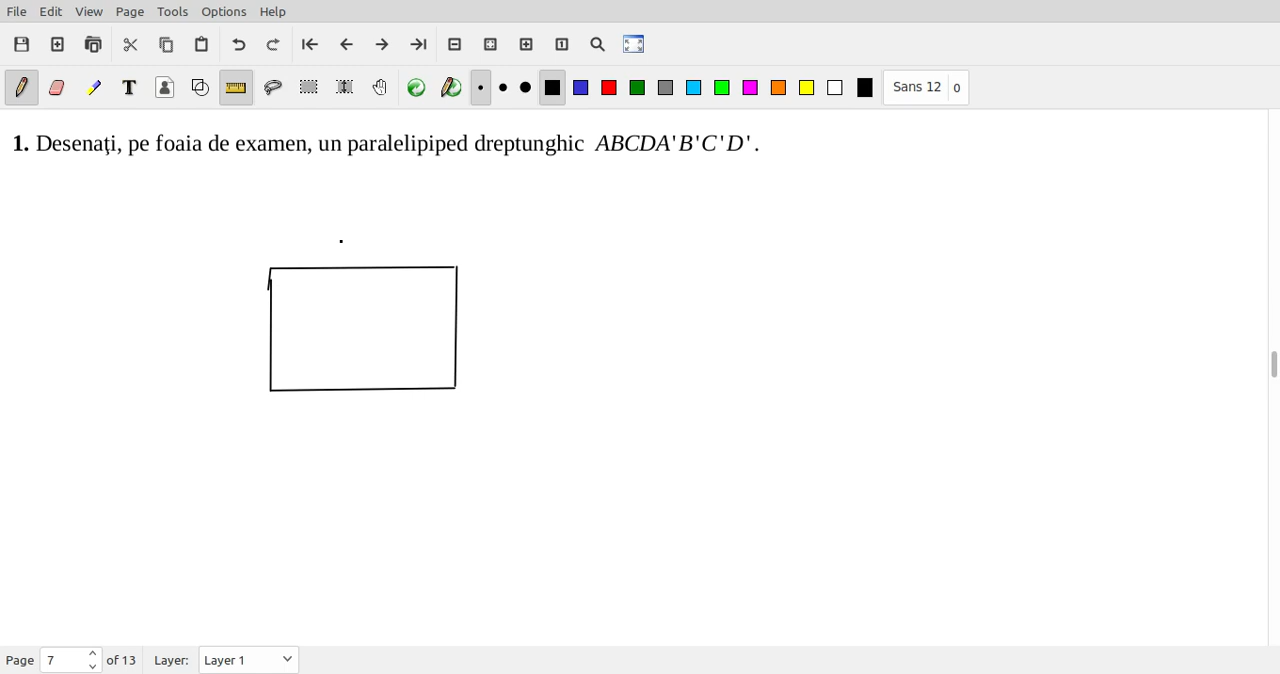 File Edit View Page Tools Options Help
T Sans 12 0
1. Desenați, pe foaia de examen, un paralelipiped dreptunghic ABCDA'B'C'D'.
Page 7 of 13 Layer: Layer 1